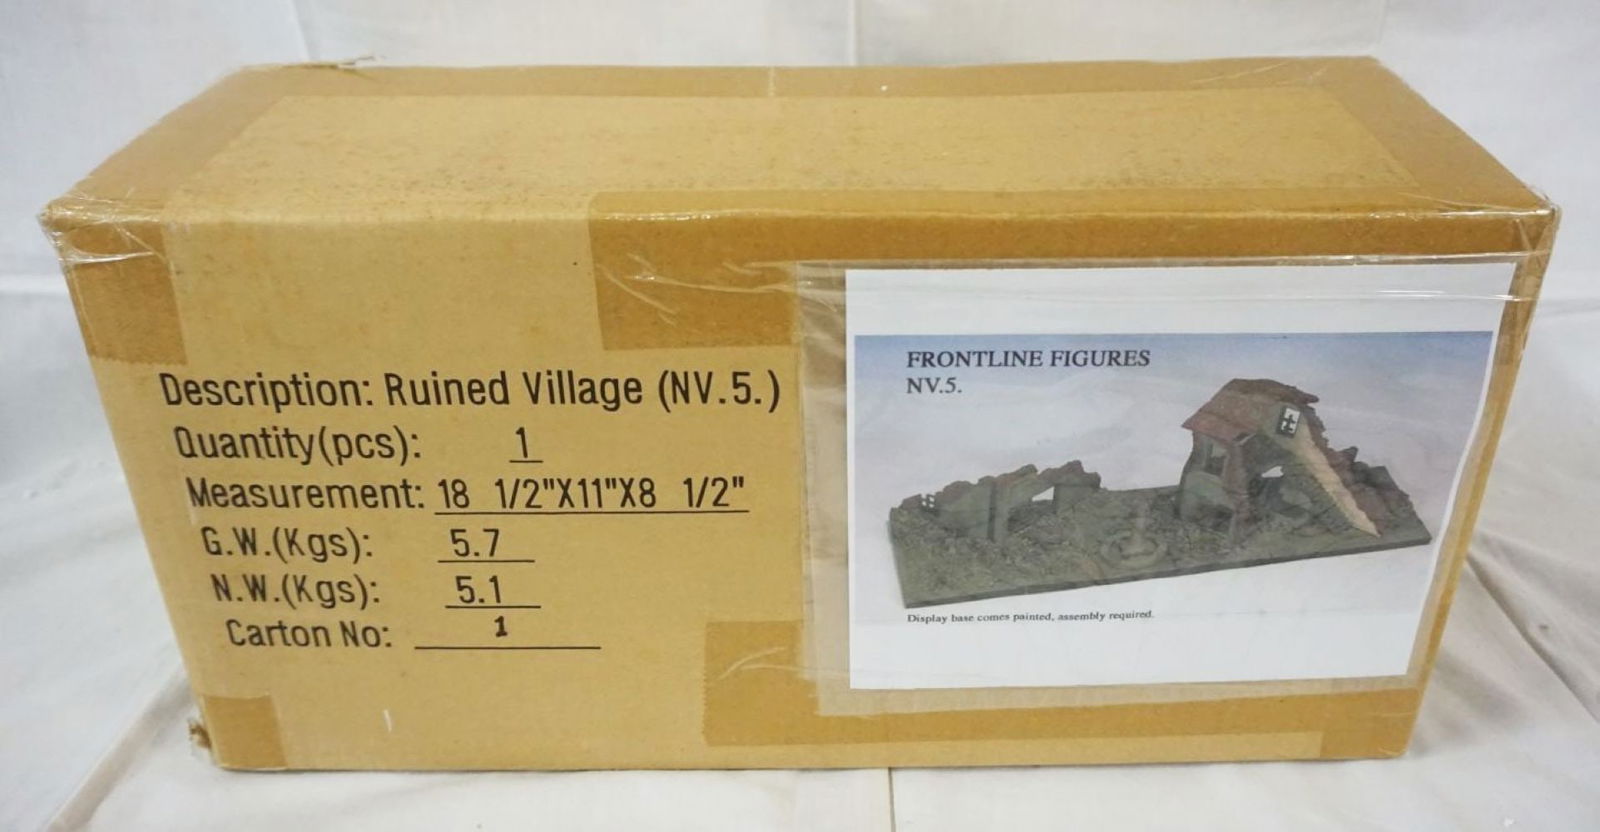 Description: Ruined Village (NV.5.)
Quantity(pcs): 1
Measurement: 18 1/2"X11"X8 1/2"
G.W.(Kgs): 5.7
N.W.(Kgs): 5.1
Carton No: 1
FRONTLINE FIGURES
NV.5.
Display base comes painted, assembly required.